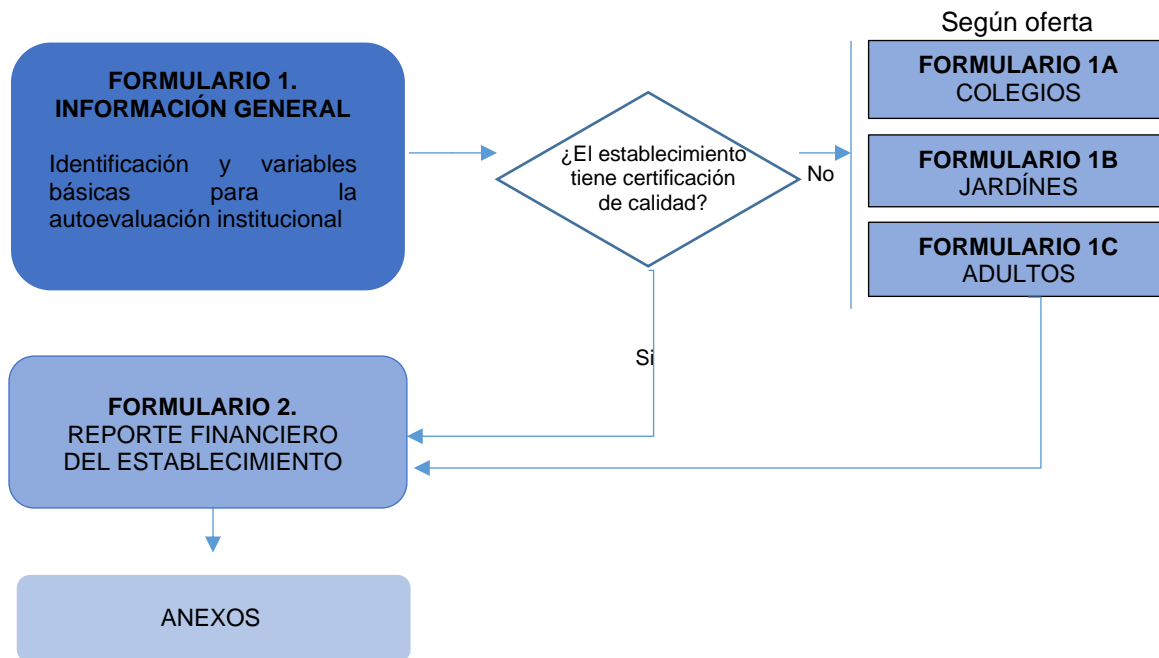 FORMULARIO 1.
INFORMACIÓN GENERAL
Identificación y variables
básicas para la
autoevaluación institucional
¿El establecimiento
tiene certificación
de calidad?
No
Según oferta
FORMULARIO 1A
COLEGIOS
FORMULARIO 1B
JARDÍNES
FORMULARIO 1C
ADULTOS
Si
FORMULARIO 2.
REPORTE FINANCIERO
DEL ESTABLECIMIENTO
ANEXOS